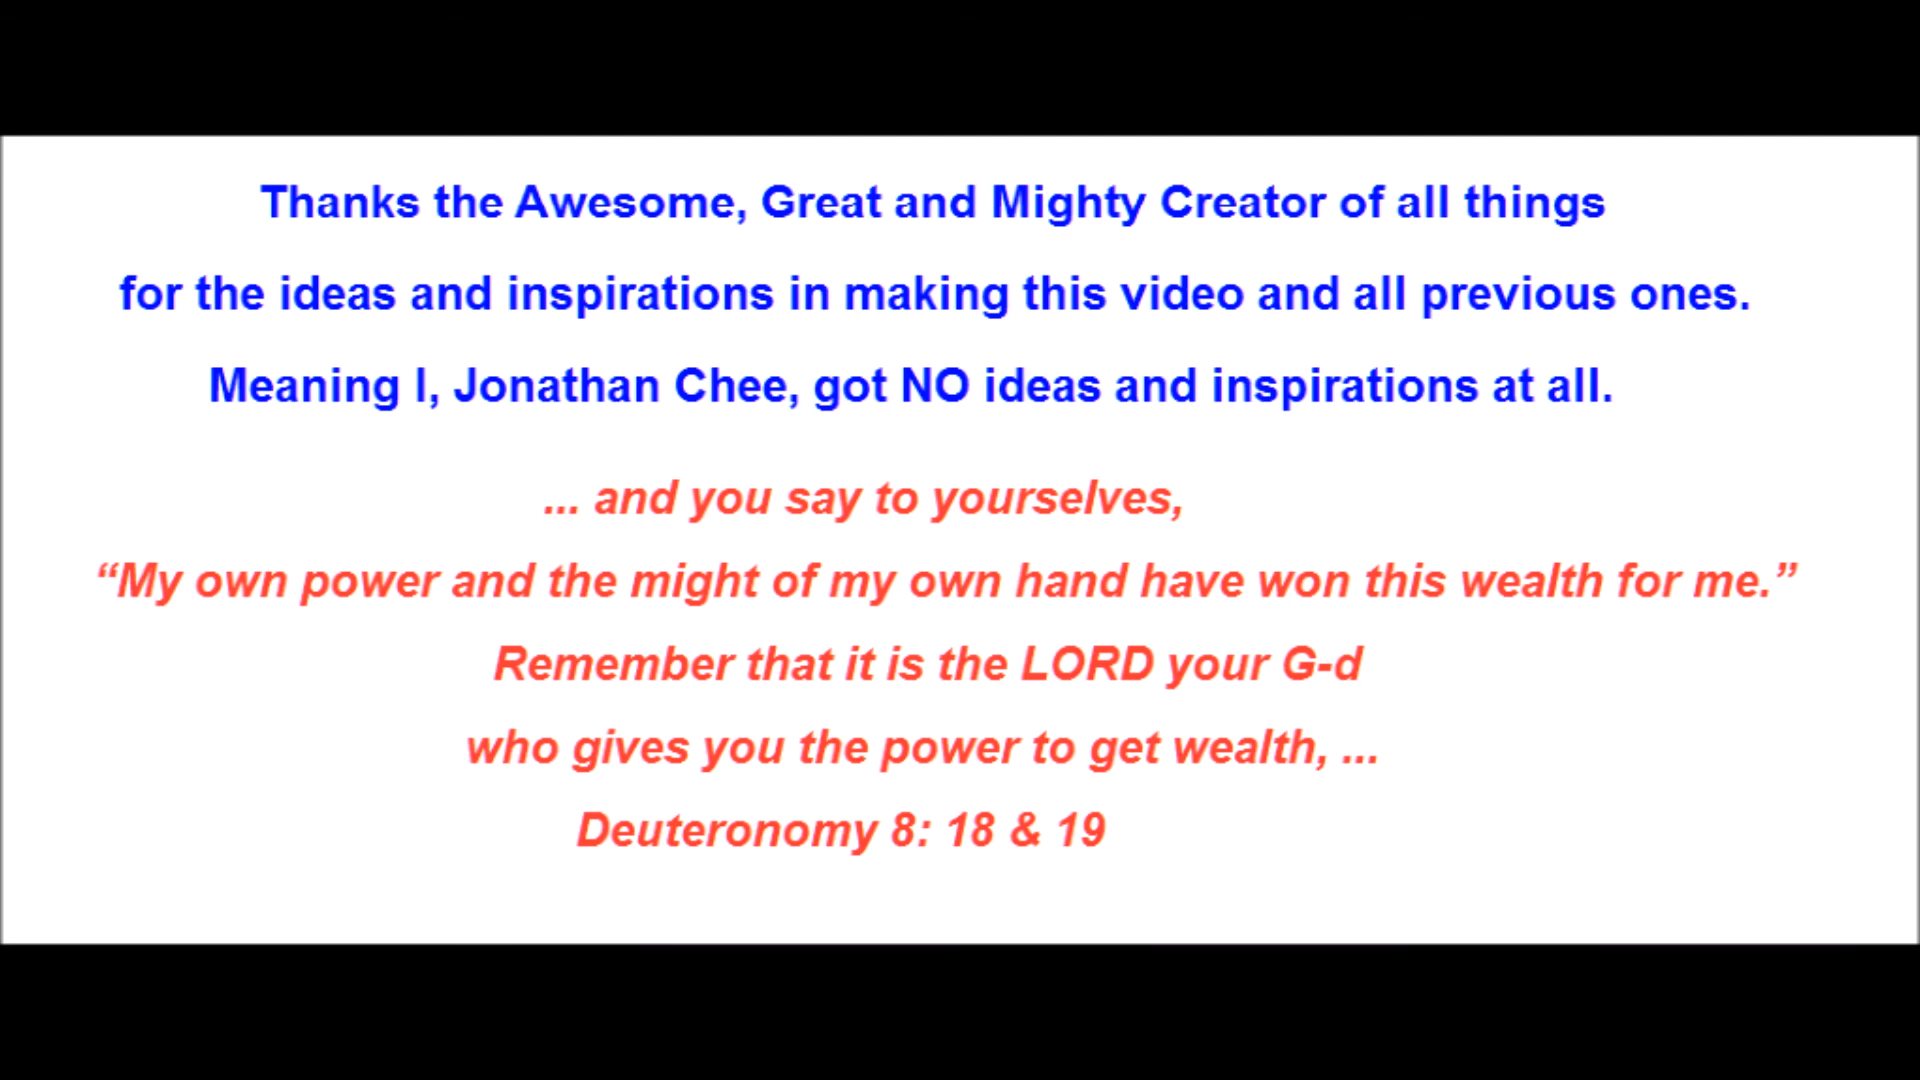 Thanks the Awesome, Great and Mighty Creator of all things
for the ideas and inspirations in making this video and all previous ones.
Meaning I, Jonathan Chee, got NO ideas and inspirations at all.
... and you say to yourselves,
“My own power and the might of my own hand have won this wealth for me.”
Remember that it is the LORD your G-d
who gives you the power to get wealth, ...
Deuteronomy 8: 18 & 19